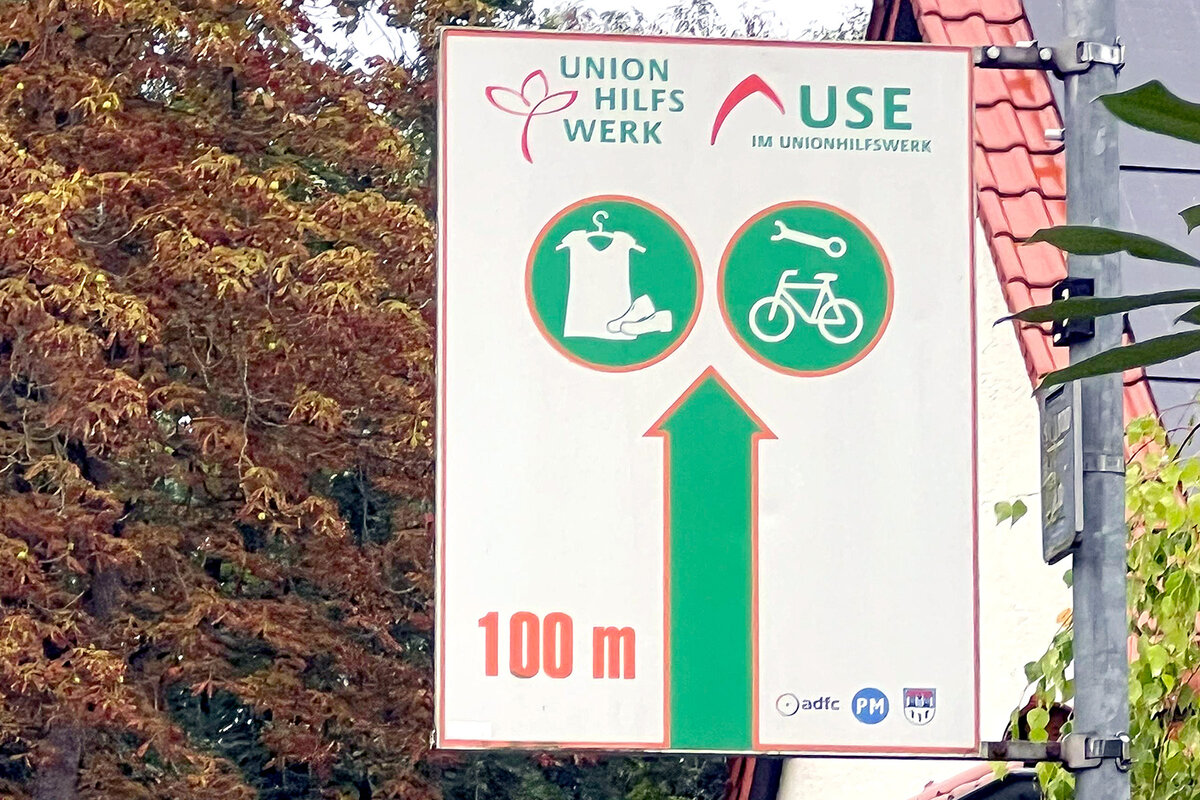 UNION
HILFS
WERK
USE
IM UNIONHILFSWERK
100 m
adfc PM